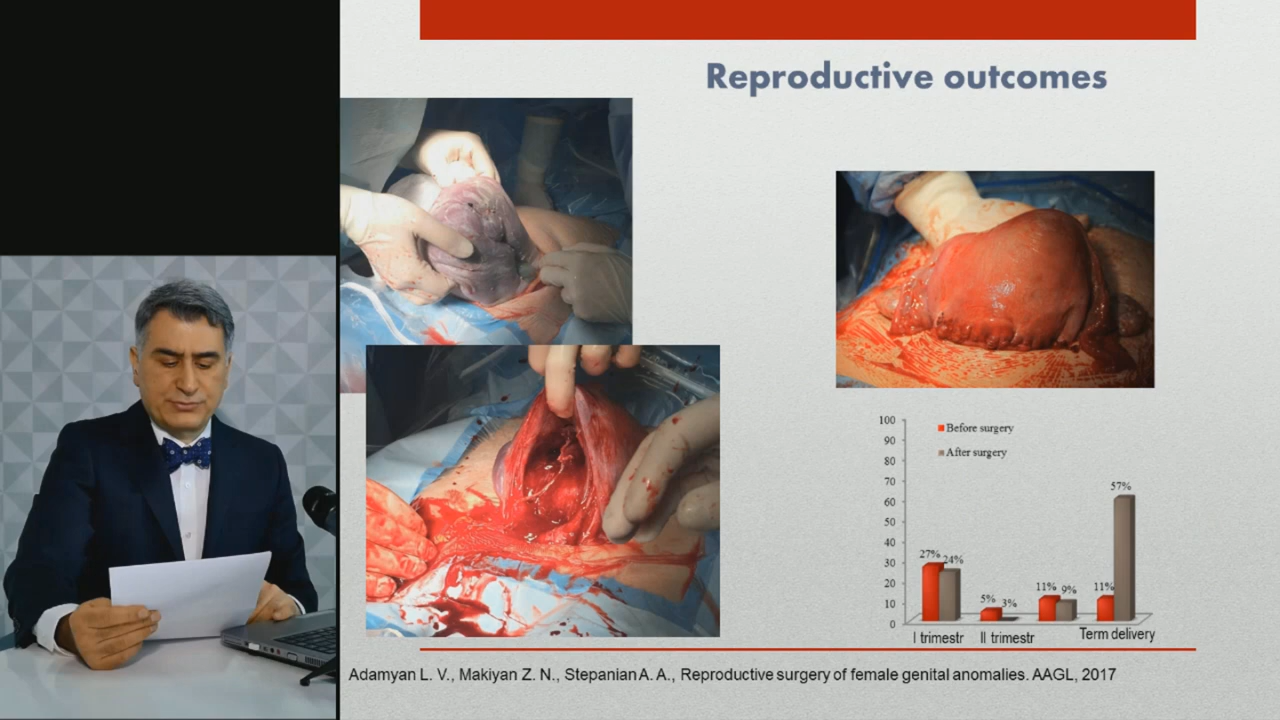 Reproductive outcomes
100
90
80
70
60
50
40
30
20
10
0
Before surgery
After surgery
27%
24%
5%
3%
11%
9%
11%
57%
I trimestr
II trimestr
Term delivery
Adamyan L. V., Makiyan Z. N., Stepanian A. A., Reproductive surgery of female genital anomalies. AAGL, 2017